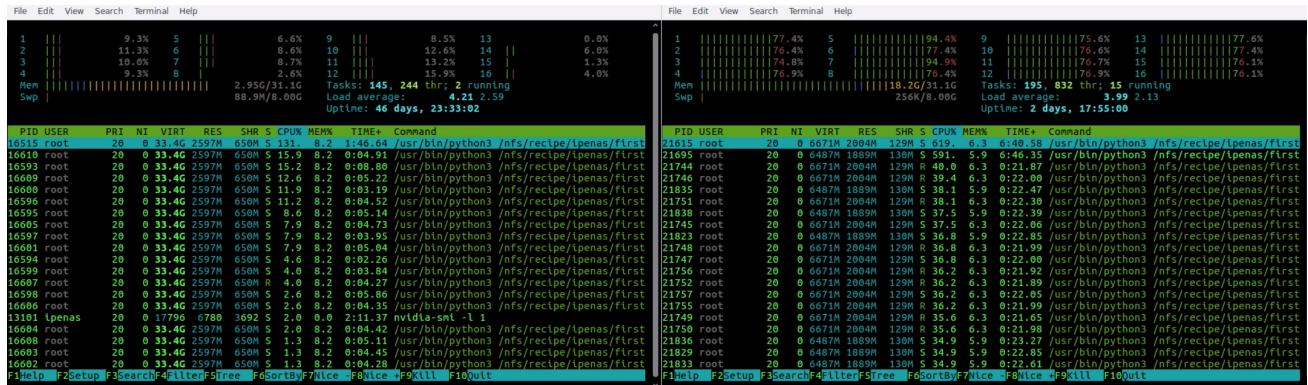 File Edit View Search Terminal Help
1 9.3% 5 6.6% 9 8.5% 13 0.0%
2 11.3% 6 8.6% 10 12.6% 14 6.0%
3 10.0% 7 8.7% 11 13.2% 15 1.3%
4 9.3% 8 2.6% 12 15.9% 16 4.0%
Mem 2.95G/31.1G Tasks: 145, 244 thr; 2 running
Swp 88.9M/8.00G Load average: 4.21 2.59
Uptime: 46 days, 23:33:02
PID USER PRI NI VIRT RES SHR S CPU% MEM% TIME+ Command
16515 root 20 0 33.4G 2597M 650M S 131. 8.2 1:46.64 /usr/bin/python3 /nfs/recipe/ipenas/first
16610 root 20 0 33.4G 2597M 650M S 15.9 8.2 0:04.91 /usr/bin/python3 /nfs/recipe/ipenas/first
16593 root 20 0 33.4G 2597M 650M S 15.2 8.2 0:08.80 /usr/bin/python3 /nfs/recipe/ipenas/first
16609 root 20 0 33.4G 2597M 650M S 12.6 8.2 0:05.22 /usr/bin/python3 /nfs/recipe/ipenas/first
16600 root 20 0 33.4G 2597M 650M S 11.9 8.2 0:03.19 /usr/bin/python3 /nfs/recipe/ipenas/first
16596 root 20 0 33.4G 2597M 650M S 11.2 8.2 0:04.52 /usr/bin/python3 /nfs/recipe/ipenas/first
16595 root 20 0 33.4G 2597M 650M S 8.6 8.2 0:05.14 /usr/bin/python3 /nfs/recipe/ipenas/first
16605 root 20 0 33.4G 2597M 650M S 7.9 8.2 0:04.73 /usr/bin/python3 /nfs/recipe/ipenas/first
16597 root 20 0 33.4G 2597M 650M S 7.9 8.2 0:03.95 /usr/bin/python3 /nfs/recipe/ipenas/first
16601 root 20 0 33.4G 2597M 650M S 7.9 8.2 0:05.04 /usr/bin/python3 /nfs/recipe/ipenas/first
16594 root 20 0 33.4G 2597M 650M S 4.6 8.2 0:02.26 /usr/bin/python3 /nfs/recipe/ipenas/first
16599 root 20 0 33.4G 2597M 650M S 4.0 8.2 0:03.84 /usr/bin/python3 /nfs/recipe/ipenas/first
16607 root 20 0 33.4G 2597M 650M R 4.0 8.2 0:04.27 /usr/bin/python3 /nfs/recipe/ipenas/first
16598 root 20 0 33.4G 2597M 650M S 2.6 8.2 0:05.86 /usr/bin/python3 /nfs/recipe/ipenas/first
16606 root 20 0 33.4G 2597M 650M S 2.6 8.2 0:04.35 /usr/bin/python3 /nfs/recipe/ipenas/first
13101 ipenas 20 0 17796 6780 3692 S 2.0 0.0 2:11.37 nvidia-smi -l 1
16604 root 20 0 33.4G 2597M 650M S 2.0 8.2 0:04.42 /usr/bin/python3 /nfs/recipe/ipenas/first
16608 root 20 0 33.4G 2597M 650M S 1.3 8.2 0:05.11 /usr/bin/python3 /nfs/recipe/ipenas/first
16603 root 20 0 33.4G 2597M 650M S 1.3 8.2 0:04.45 /usr/bin/python3 /nfs/recipe/ipenas/first
16602 root 20 0 33.4G 2597M 650M S 1.3 8.2 0:04.28 /usr/bin/python3 /nfs/recipe/ipenas/first
F1Help F2Setup F3SearchF4FilterF5Tree F6SortByF7Nice -F8Nice +F9Kill F10Quit
File Edit View Search Terminal Help
1 77.4% 5 94.4% 9 75.6% 13 77.6%
2 76.4% 6 77.4% 10 76.6% 14 77.0%
3 74.8% 7 94.9% 11 76.7% 15 76.1%
4 76.9% 8 76.4% 12 76.9% 16 76.1%
Mem 18.2G/31.1G Tasks: 195, 832 thr; 15 running
Swp 256K/8.00G Load average: 3.99 2.13
Uptime: 2 days, 17:55:00
PID USER PRI NI VIRT RES SHR S CPU% MEM% TIME+ Command
21615 root 20 0 6671M 2004M 129M S 619. 6.3 6:40.58 /usr/bin/python3 /nfs/recipe/ipenas/first
21695 root 20 0 6487M 1889M 130M S 591. 5.9 6:46.35 /usr/bin/python3 /nfs/recipe/ipenas/first
21744 root 20 0 6671M 2004M 129M R 40.0 6.3 0:21.87 /usr/bin/python3 /nfs/recipe/ipenas/first
21746 root 20 0 6671M 2004M 129M R 39.4 6.3 0:22.00 /usr/bin/python3 /nfs/recipe/ipenas/first
21835 root 20 0 6487M 1889M 130M S 38.1 5.9 0:22.47 /usr/bin/python3 /nfs/recipe/ipenas/first
21751 root 20 0 6671M 2004M 129M R 38.1 6.3 0:22.30 /usr/bin/python3 /nfs/recipe/ipenas/first
21838 root 20 0 6487M 1889M 130M S 37.5 5.9 0:22.39 /usr/bin/python3 /nfs/recipe/ipenas/first
21745 root 20 0 6671M 2004M 129M S 37.5 6.3 0:22.06 /usr/bin/python3 /nfs/recipe/ipenas/first
21823 root 20 0 6487M 1889M 130M S 36.8 5.9 0:22.85 /usr/bin/python3 /nfs/recipe/ipenas/first
21748 root 20 0 6671M 2004M 129M R 36.8 6.3 0:21.99 /usr/bin/python3 /nfs/recipe/ipenas/first
21747 root 20 0 6671M 2004M 129M S 36.8 6.3 0:22.00 /usr/bin/python3 /nfs/recipe/ipenas/first
21756 root 20 0 6671M 2004M 129M R 36.2 6.3 0:21.89 /usr/bin/python3 /nfs/recipe/ipenas/first
21757 root 20 0 6671M 2004M 129M R 36.2 6.3 0:22.05 /usr/bin/python3 /nfs/recipe/ipenas/first
21755 root 20 0 6671M 2004M 129M R 36.2 6.3 0:21.99 /usr/bin/python3 /nfs/recipe/ipenas/first
21749 root 20 0 6671M 2004M 129M R 35.6 6.3 0:21.65 /usr/bin/python3 /nfs/recipe/ipenas/first
21750 root 20 0 6671M 2004M 129M R 35.6 6.3 0:21.98 /usr/bin/python3 /nfs/recipe/ipenas/first
21836 root 20 0 6487M 1889M 130M S 34.9 5.9 0:23.27 /usr/bin/python3 /nfs/recipe/ipenas/first
21829 root 20 0 6487M 1889M 130M S 34.9 5.9 0:22.85 /usr/bin/python3 /nfs/recipe/ipenas/first
21833 root 20 0 6487M 1889M 130M S 34.9 5.9 0:22.61 /usr/bin/python3 /nfs/recipe/ipenas/first
F1Help F2Setup F3SearchF4FilterF5Tree F6SortByF7Nice -F8Nice +F9Kill F10Quit